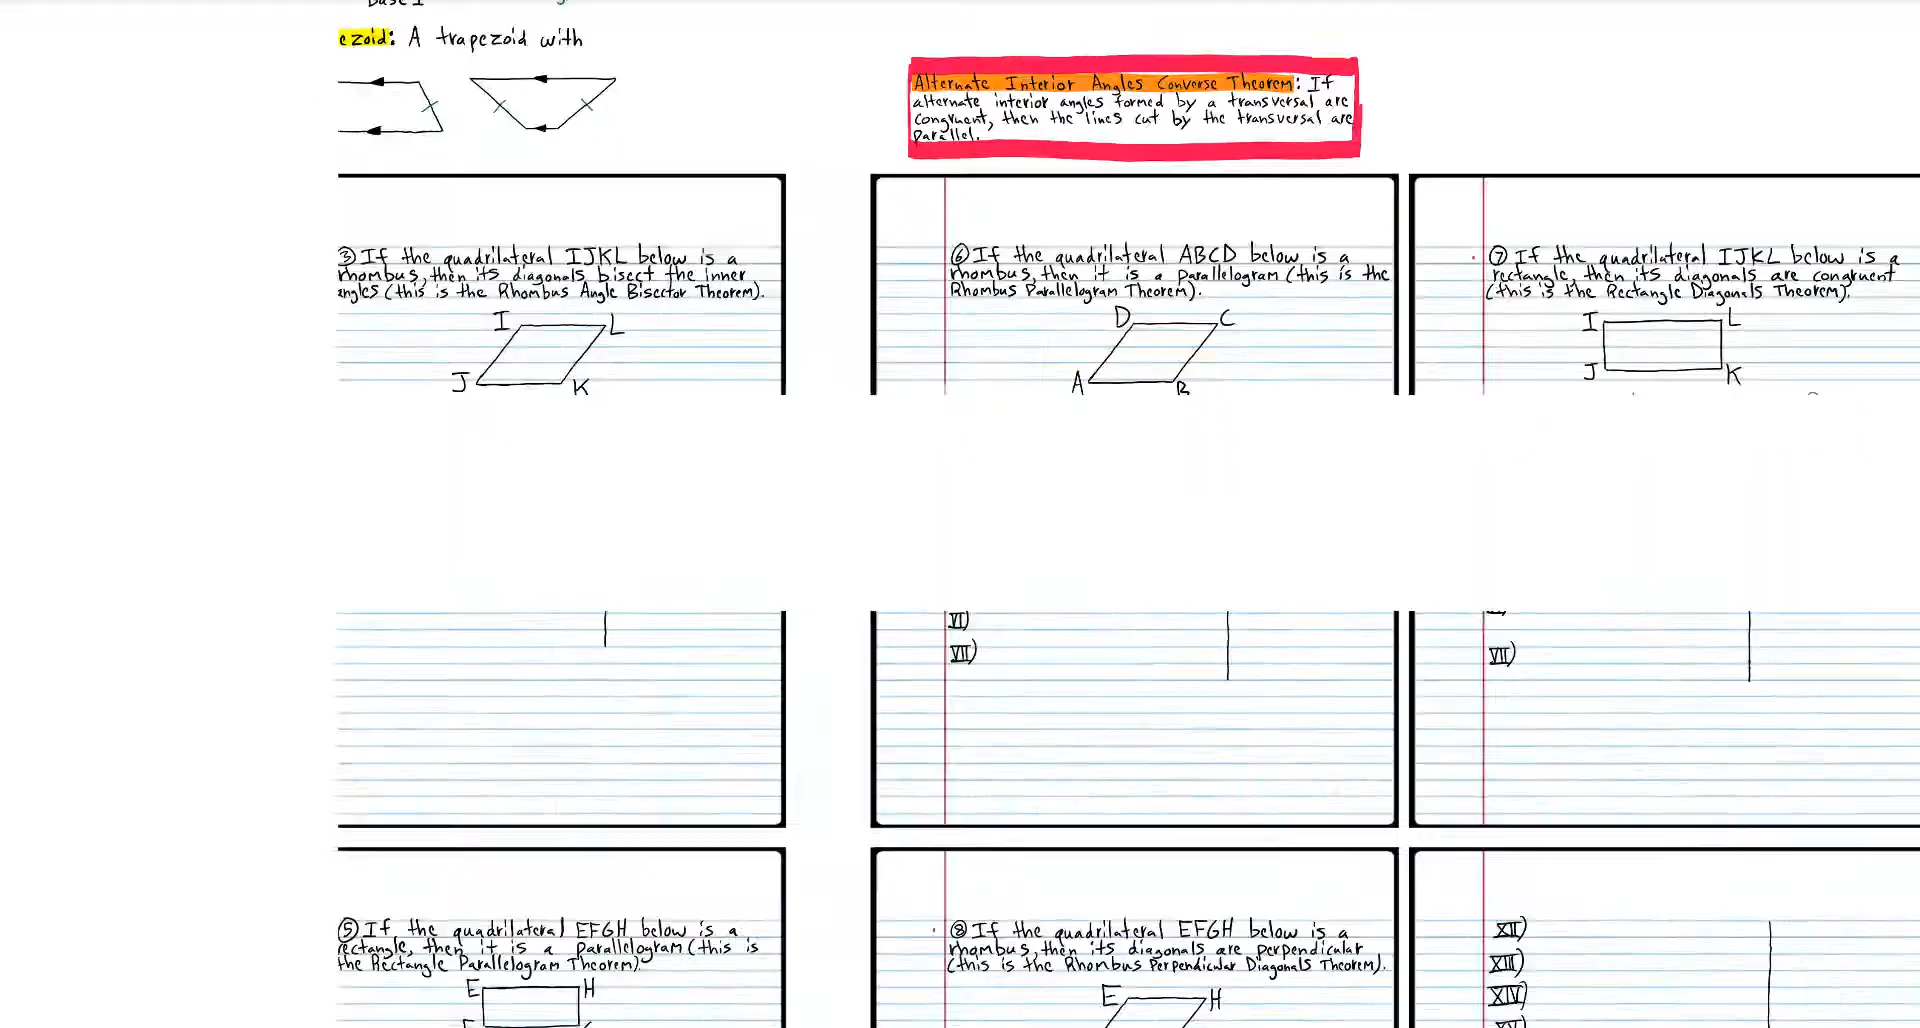 ezoid: A trapezoid with
Alternate Interior Angles Converse Theorem: If
alternate interior angles formed by a transversal are
congruent, then the lines cut by the transversal are
parallel.
③ If the quadrilateral IJKL below is a
rhombus, then its diagonals bisect the inner
angles (this is the Rhombus Angle Bisector Theorem).
I
L
J
K
⑥ If the quadrilateral ABCD below is a
rhombus, then it is a parallelogram (this is the
Rhombus Parallelogram Theorem).
D
C
A
B
⑦ If the quadrilateral IJKL below is a
rectangle, then its diagonals are congruent
(this is the Rectangle Diagonals Theorem).
I
L
J
K
VI)
VII)
VII)
⑤ If the quadrilateral EFGH below is a
rectangle, then it is a parallelogram (this is
the Rectangle Parallelogram Theorem).
E
H
⑧ If the quadrilateral EFGH below is a
rhombus, then its diagonals are perpendicular
(this is the Rhombus Perpendicular Diagonals Theorem).
E
H
XII)
XIII)
XIV)